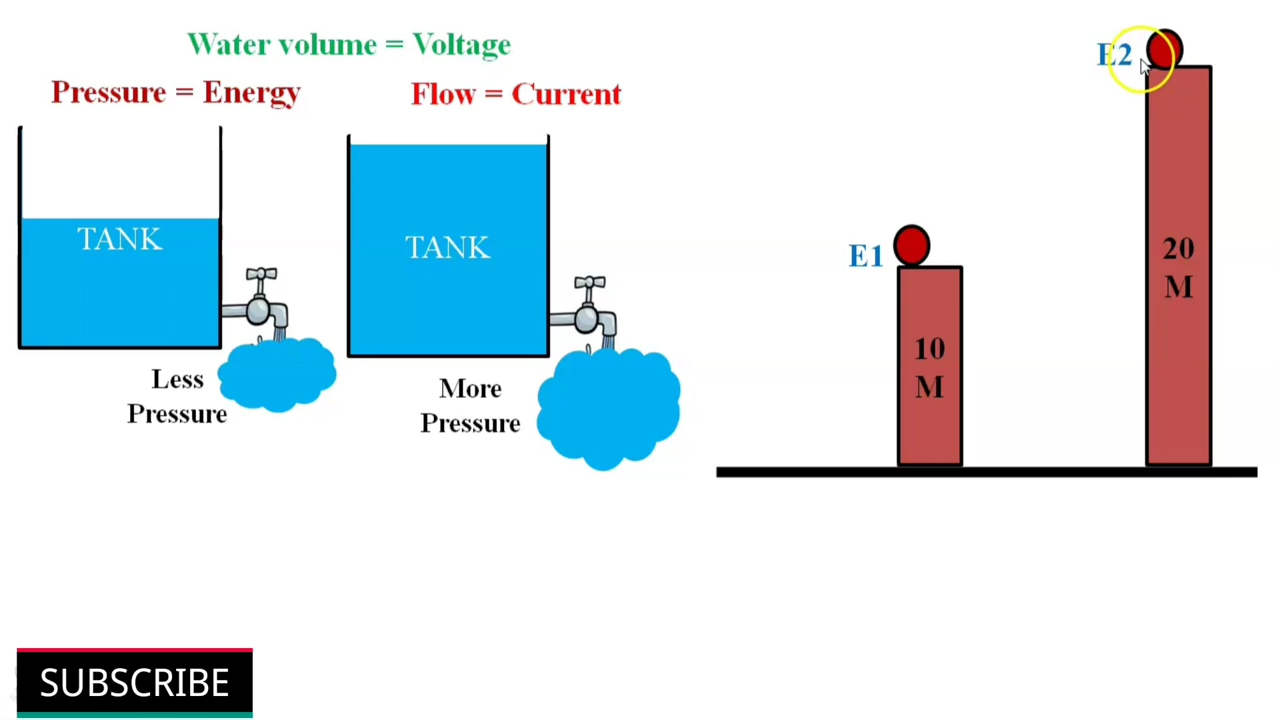 Water volume = Voltage
Pressure = Energy
Flow = Current
TANK
TANK
Less
Pressure
More
Pressure
E1
10
M
E2
20
M
SUBSCRIBE